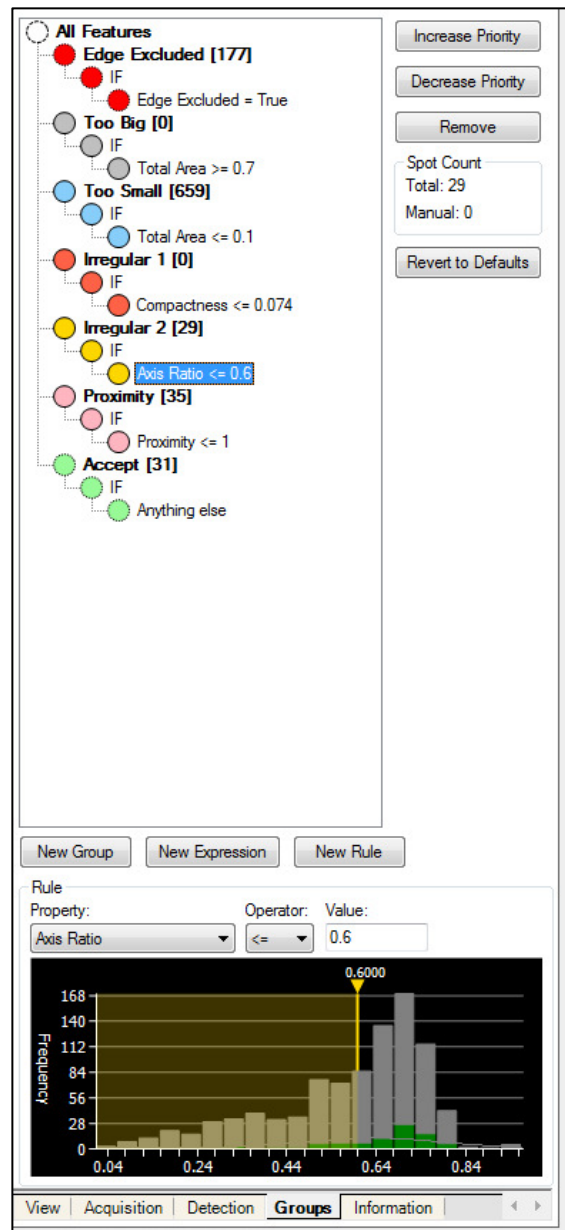 All Features
Edge Excluded [177]
IF
Edge Excluded = True
Too Big [0]
IF
Total Area >= 0.7
Too Small [659]
IF
Total Area <= 0.1
Irregular 1 [0]
IF
Compactness <= 0.074
Irregular 2 [29]
IF
Axis Ratio <= 0.6
Proximity [35]
IF
Proximity <= 1
Accept [31]
IF
Anything else
Increase Priority
Decrease Priority
Remove
Spot Count
Total: 29
Manual: 0
Revert to Defaults
New Group New Expression New Rule
Rule
Property: Operator: Value:
Axis Ratio <= 0.6
0.6000
168
140
112
84
56
28
0
Frequency
0.04 0.24 0.44 0.64 0.84
View Acquisition Detection Groups Information